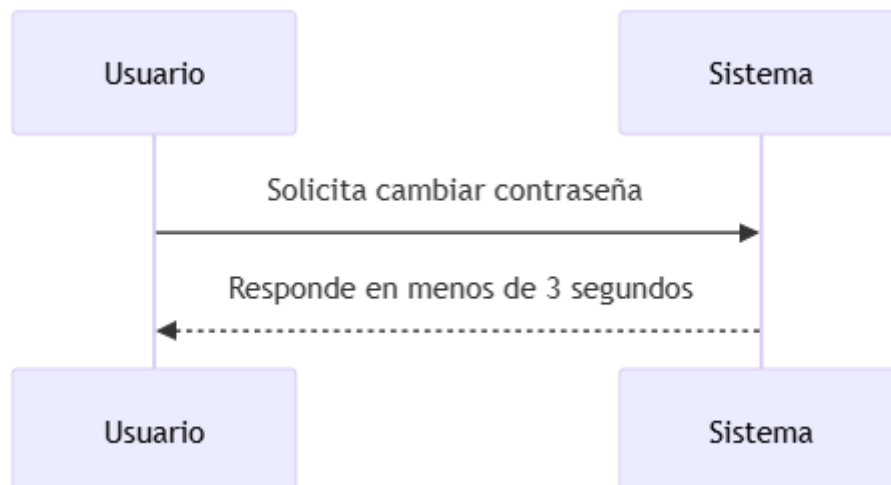 Usuario
Sistema
Solicita cambiar contraseña
Responde en menos de 3 segundos
Usuario
Sistema